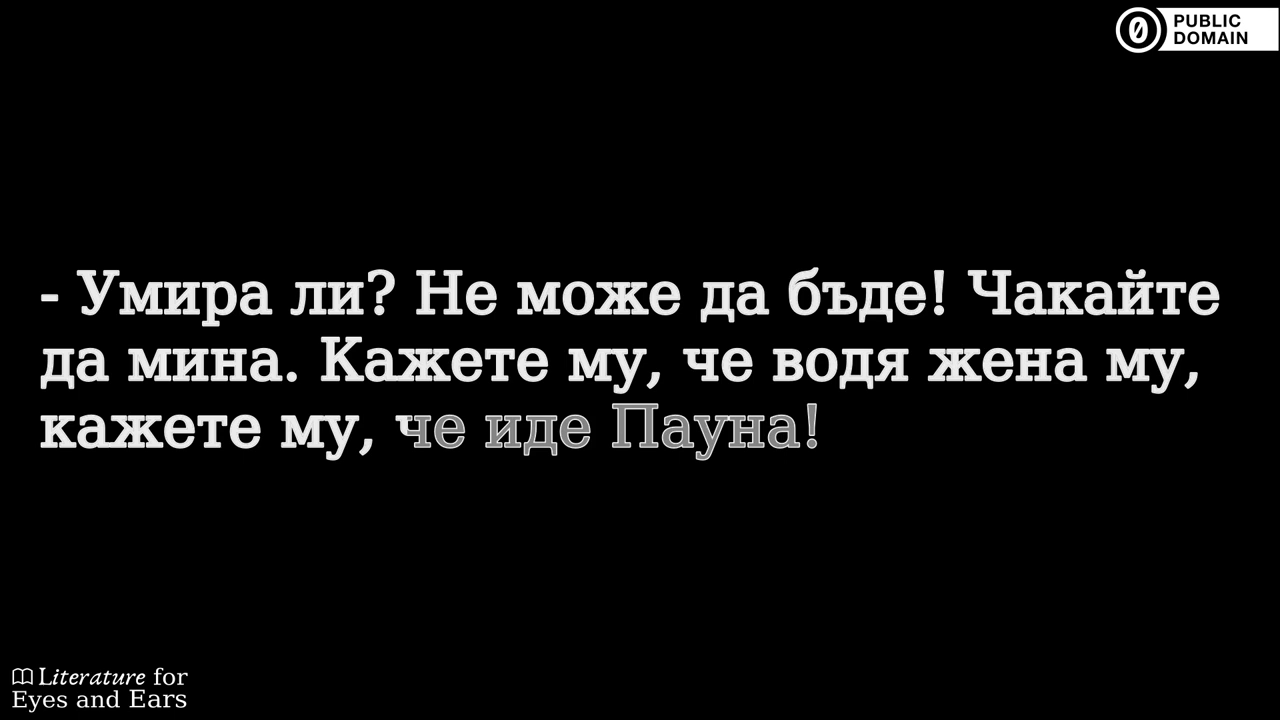 PUBLIC
DOMAIN
- Умира ли? Не може да бъде! Чакайте
да мина. Кажете му, че водя жена му,
кажете му, че иде Пауна!
Literature for
Eyes and Ears